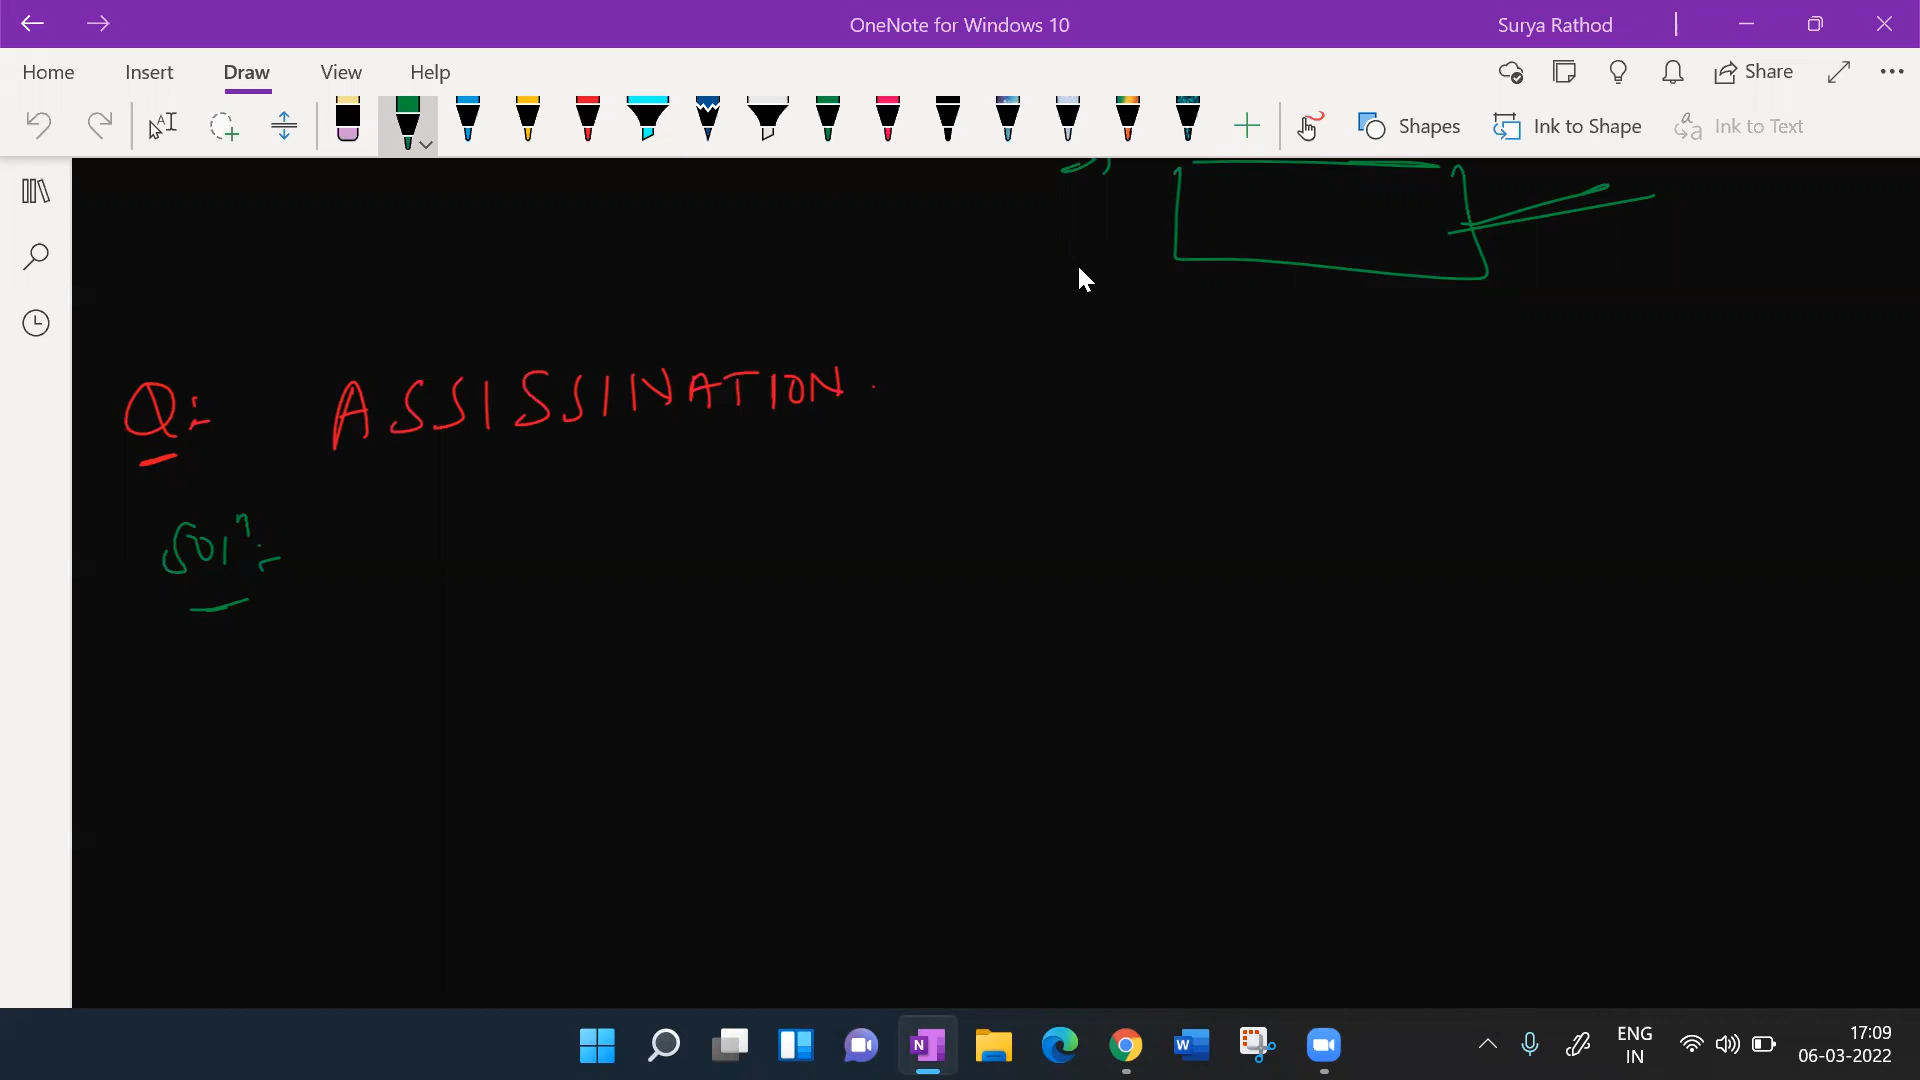 OneNote for Windows 10
Surya Rathod
Home Insert Draw View Help
Share
Shapes Ink to Shape Ink to Text
Q:- ASSISSINATION.
Solⁿ:-
ENG
IN
17:09
06-03-2022